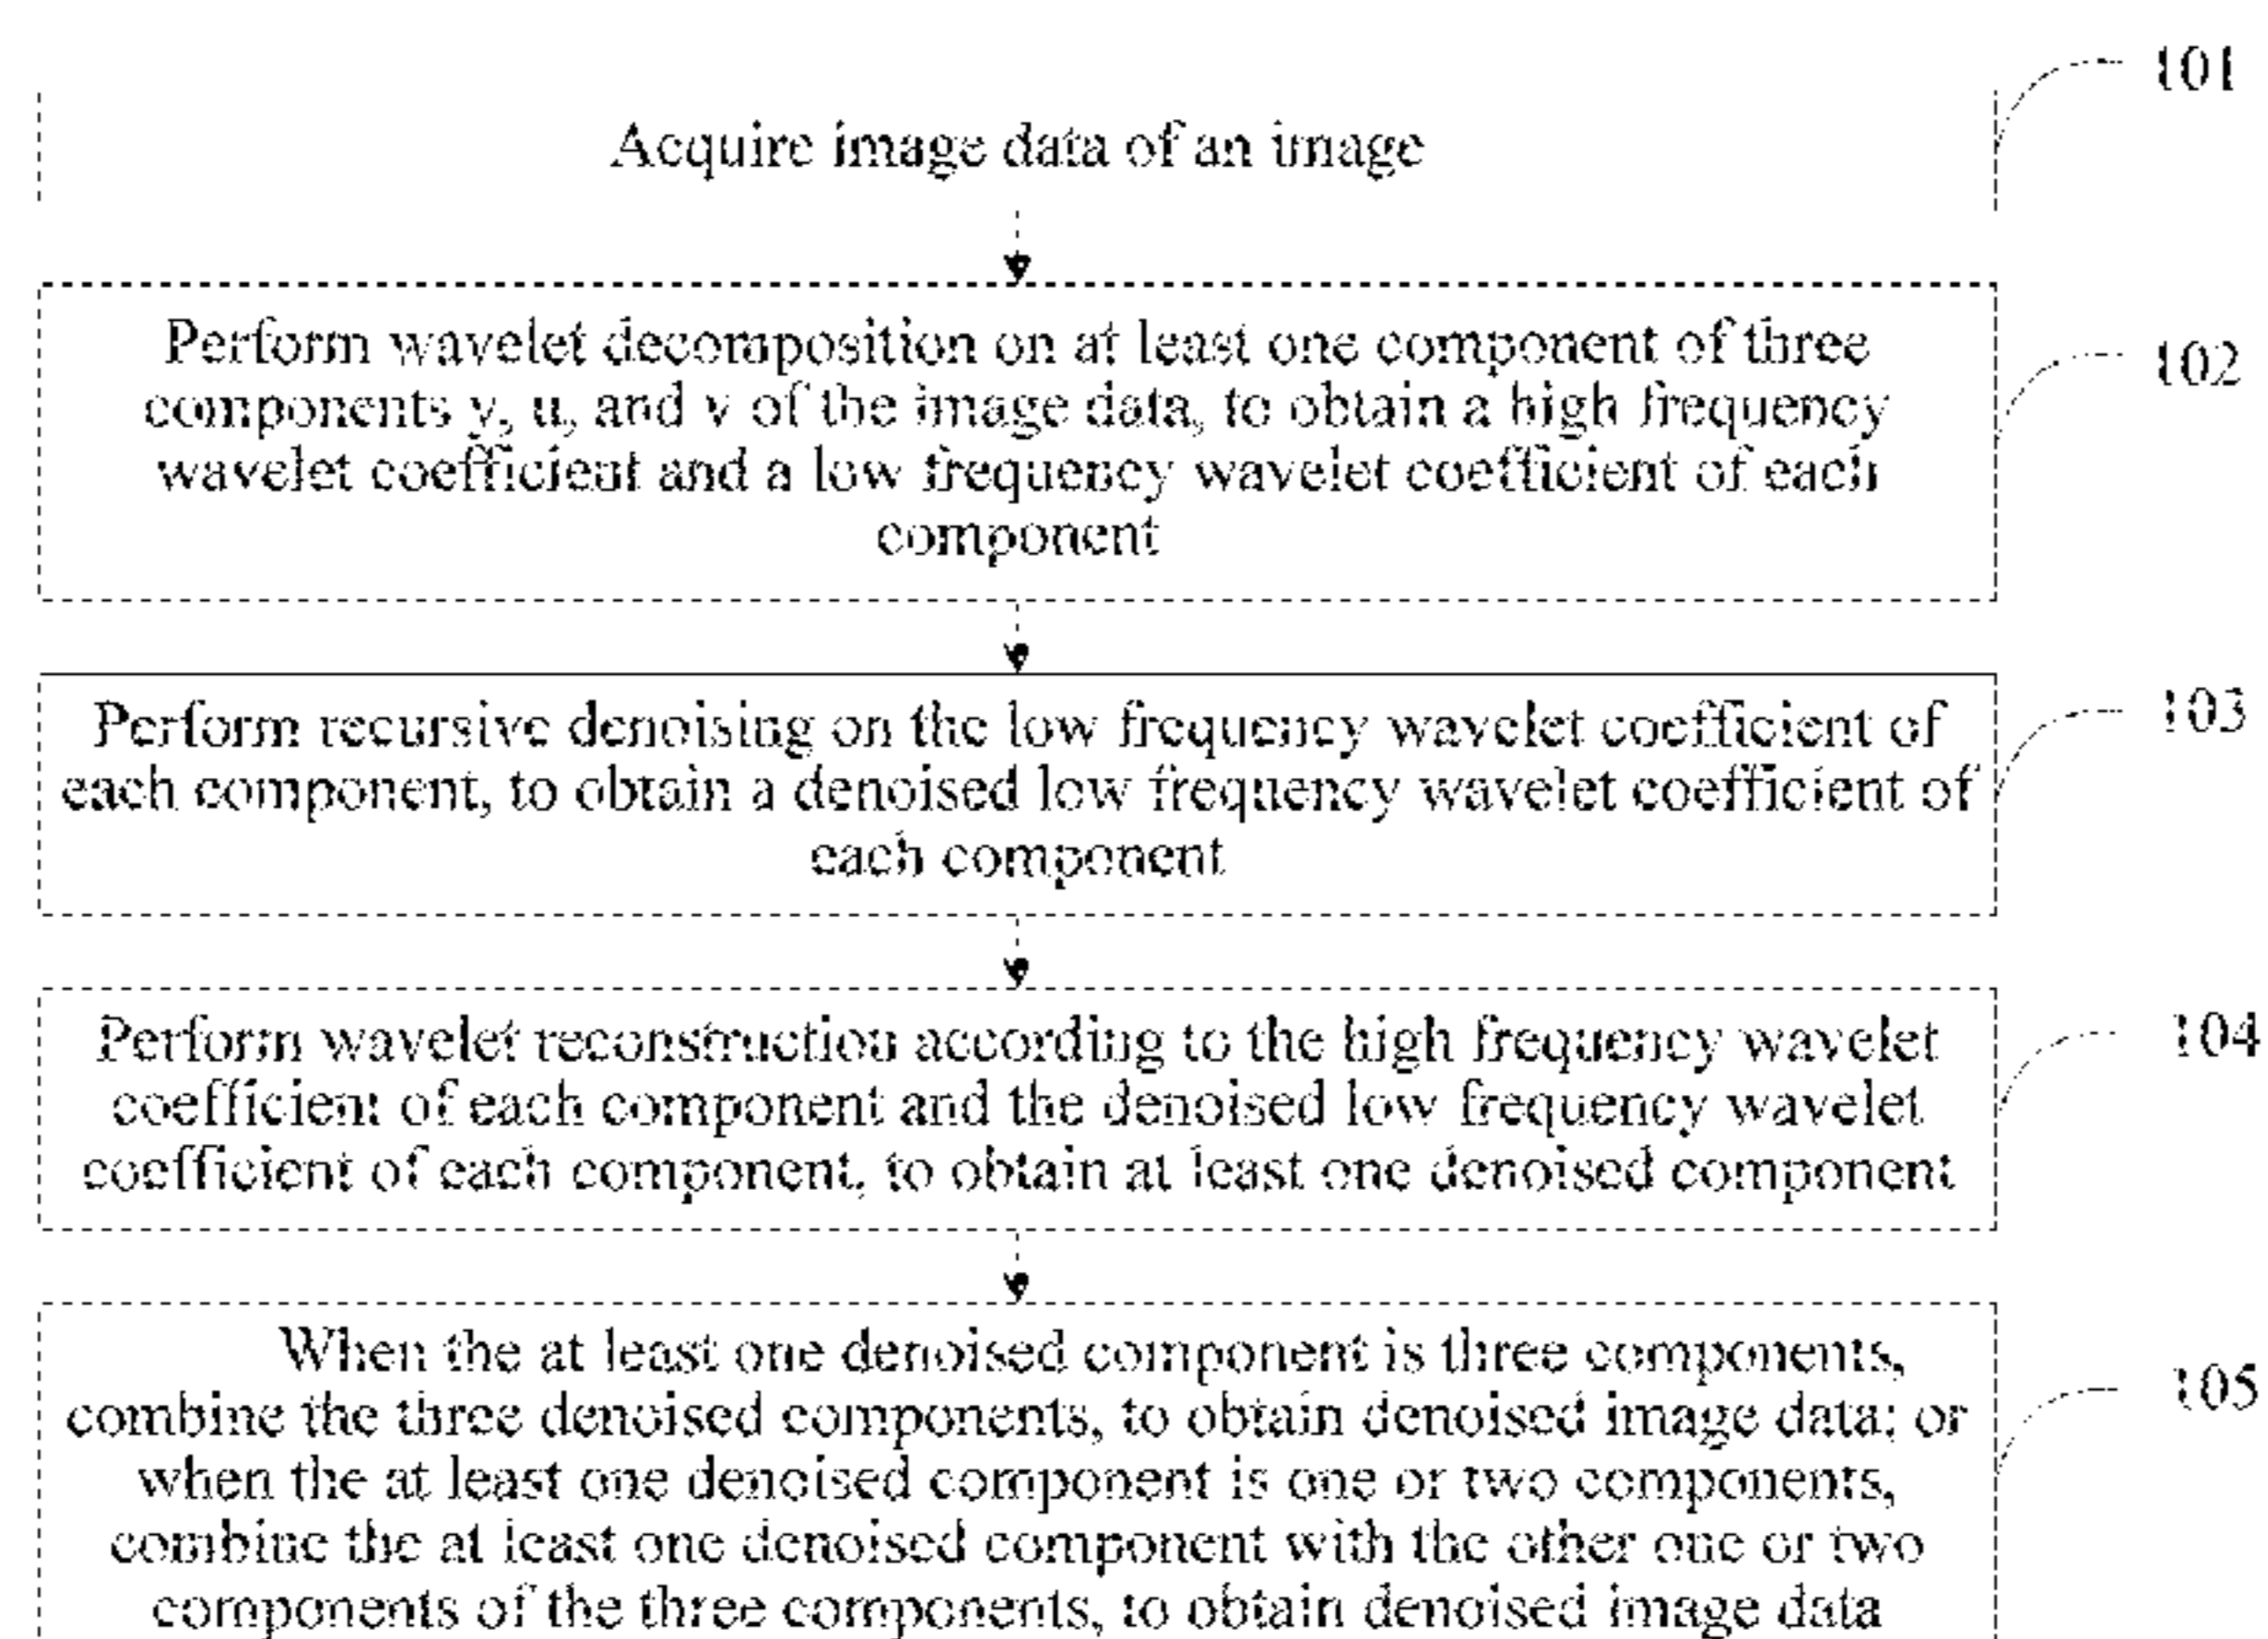 101
Acquire image data of an image
Perform wavelet decomposition on at least one component of three
components y, u, and v of the image data, to obtain a high frequency
wavelet coefficient and a low frequency wavelet coefficient of each
component
102
Perform recursive denoising on the low frequency wavelet coefficient of
each component, to obtain a denoised low frequency wavelet coefficient of
each component
103
Perform wavelet reconstruction according to the high frequency wavelet
coefficient of each component and the denoised low frequency wavelet
coefficient of each component, to obtain at least one denoised component
104
When the at least one denoised component is three components,
combine the three denoised components, to obtain denoised image data; or
when the at least one denoised component is one or two components,
combine the at least one denoised component with the other one or two
components of the three components, to obtain denoised image data
105